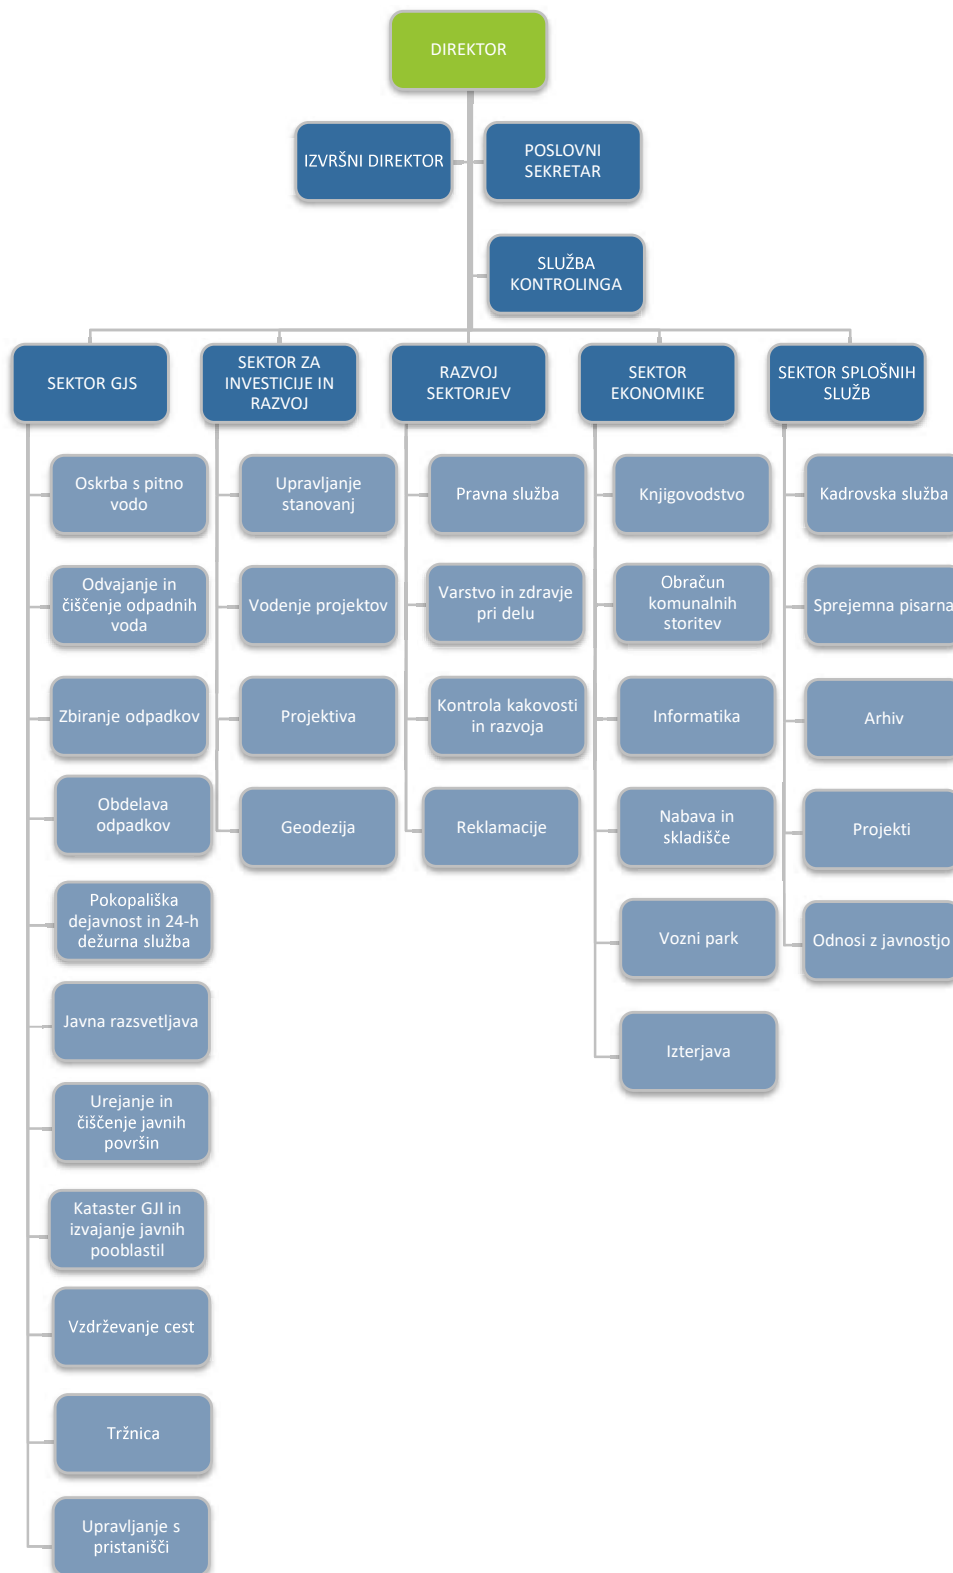 DIREKTOR
IZVRŠNI DIREKTOR
POSLOVNI
SEKRETAR
SLUŽBA
KONTROLINGA
SEKTOR GJS
SEKTOR ZA
INVESTICIJE IN
RAZVOJ
RAZVOJ
SEKTORJEV
SEKTOR
EKONOMIKE
SEKTOR SPLOŠNIH
SLUŽB
Oskrba s pitno
vodo
Odvajanje in
čiščenje odpadnih
voda
Zbiranje odpadkov
Obdelava
odpadkov
Pokopališka
dejavnost in 24-h
dežurna služba
Javna razsvetljava
Urejanje in
čiščenje javnih
površin
Kataster GJI in
izvajanje javnih
pooblastil
Vzdrževanje cest
Tržnica
Upravljanje s
pristanišči
Upravljanje
stanovanj
Vodenje projektov
Projektiva
Geodezija
Pravna služba
Varstvo in zdravje
pri delu
Kontrola kakovosti
in razvoja
Reklamacije
Knjigovodstvo
Obračun
komunalnih
storitev
Informatika
Nabava in
skladišče
Vozni park
Izterjava
Kadrovska služba
Sprejemna pisarna
Arhiv
Projekti
Odnosi z javnostjo